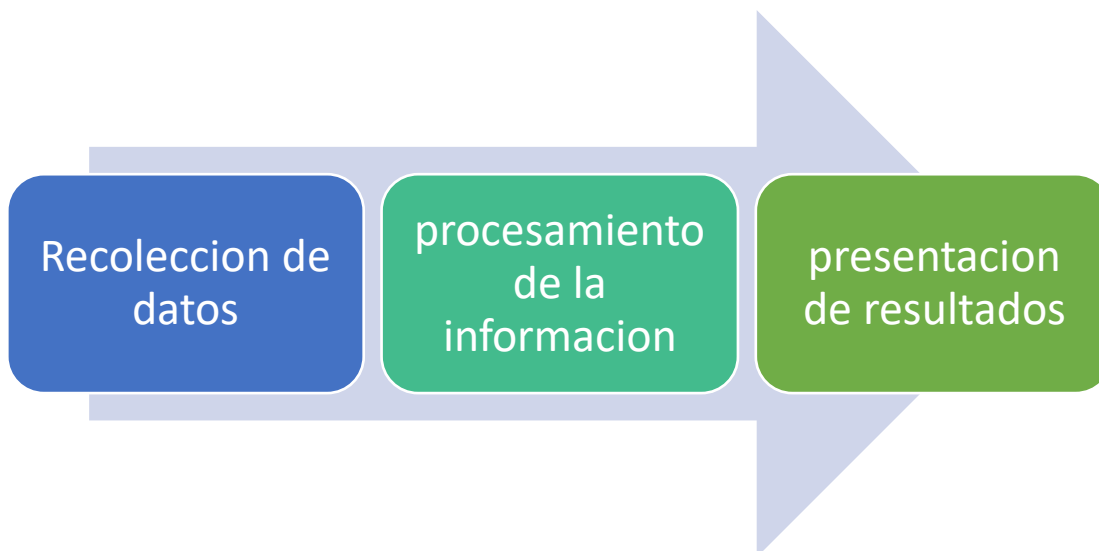 Recoleccion de
datos
procesamiento
de la
informacion
presentacion
de resultados